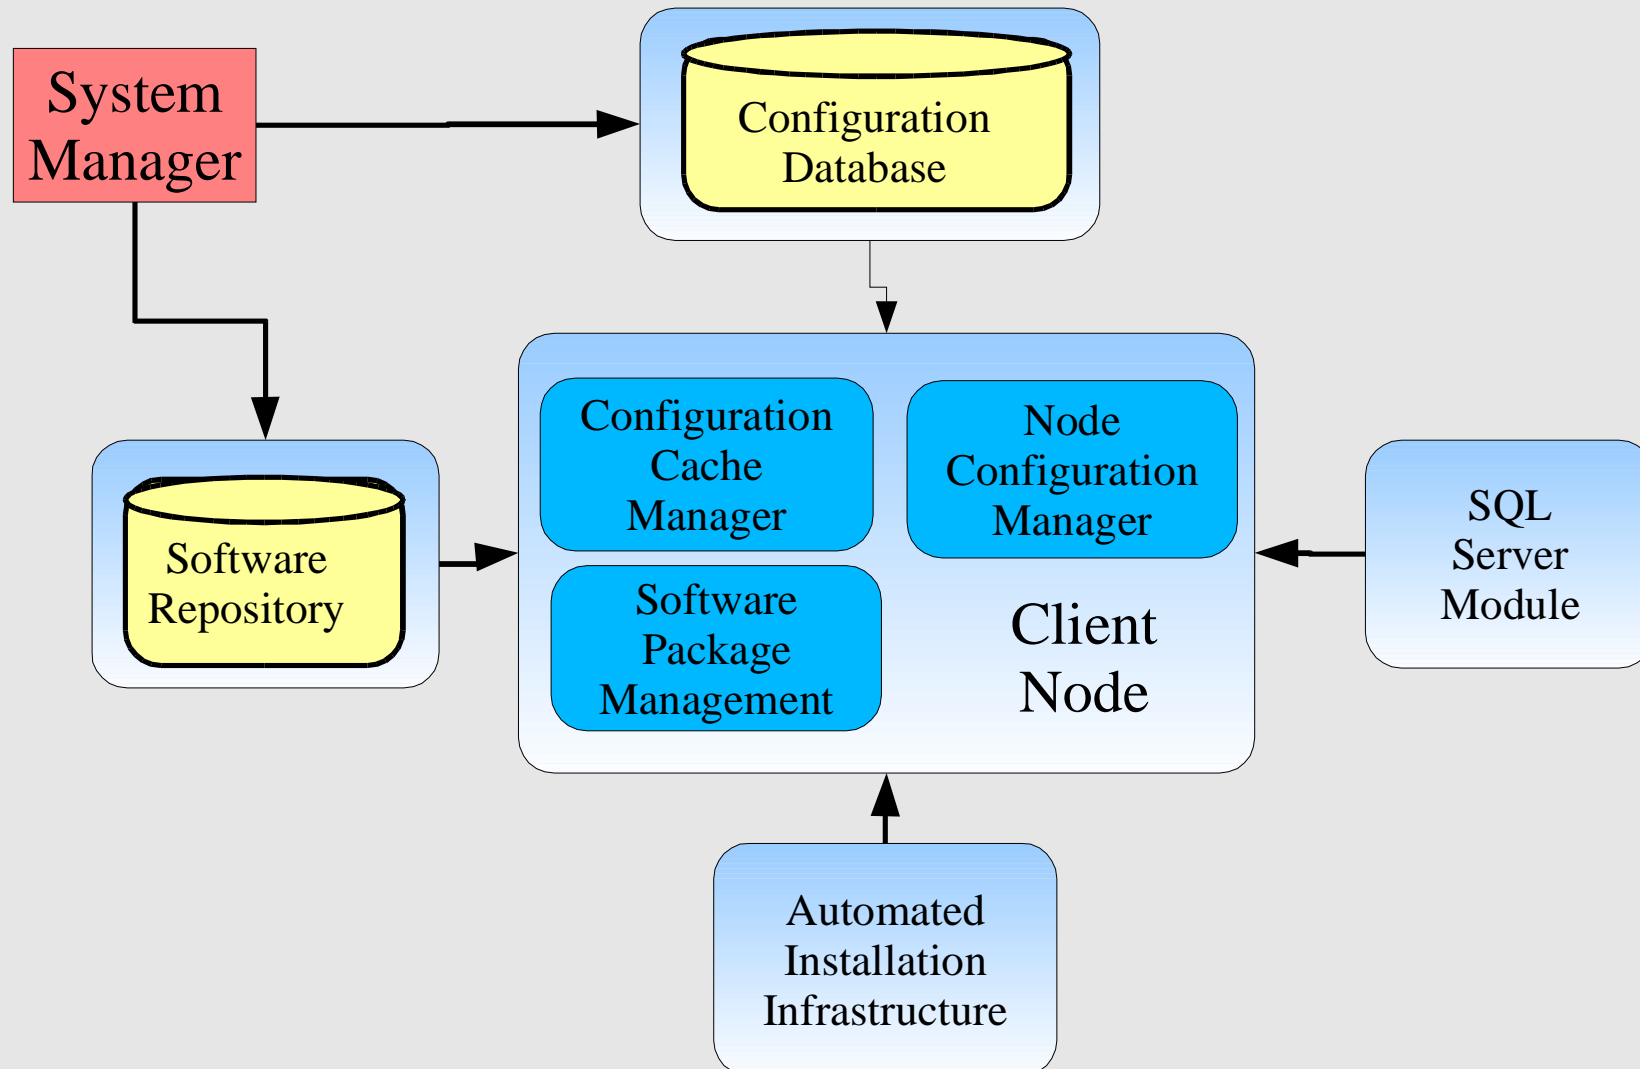 System
Manager
Configuration
Database
Configuration
Cache
Manager
Node
Configuration
Manager
Software
Repository
Software
Package
Management
Client
Node
SQL
Server
Module
Automated
Installation
Infrastructure